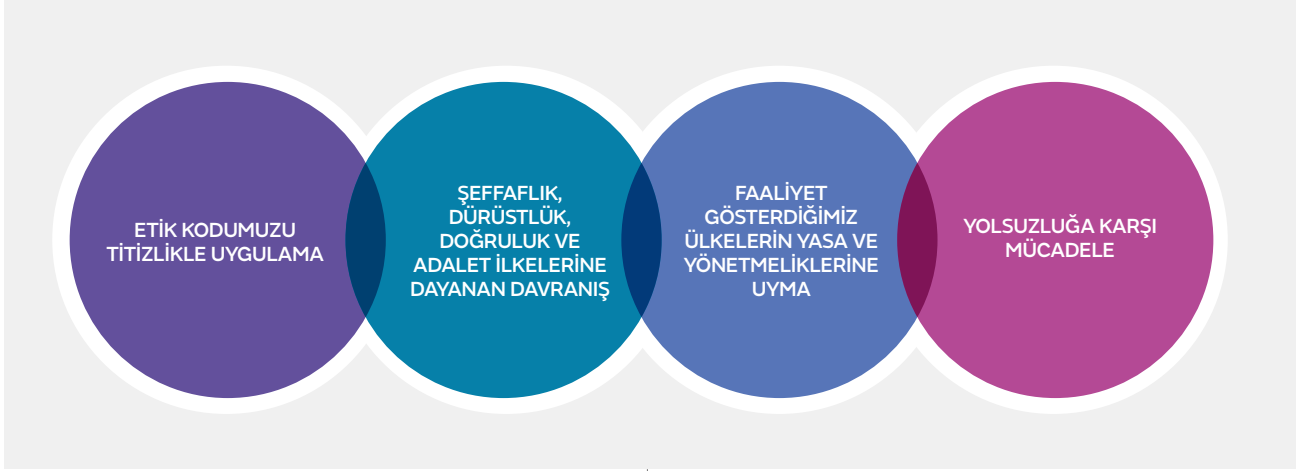 ETİK KODUMUZU
TİTİZLİKLE UYGULAMA
ŞEFFAFLIK,
DÜRÜSTLÜK,
DOĞRULUK VE
ADALET İLKELERİNE
DAYANAN DAVRANIŞ
FAALİYET
GÖSTERDİĞİMİZ
ÜLKELERİN YASA VE
YÖNETMELİKLERİNE
UYMA
YOLSUZLUĞA KARŞI
MÜCADELE